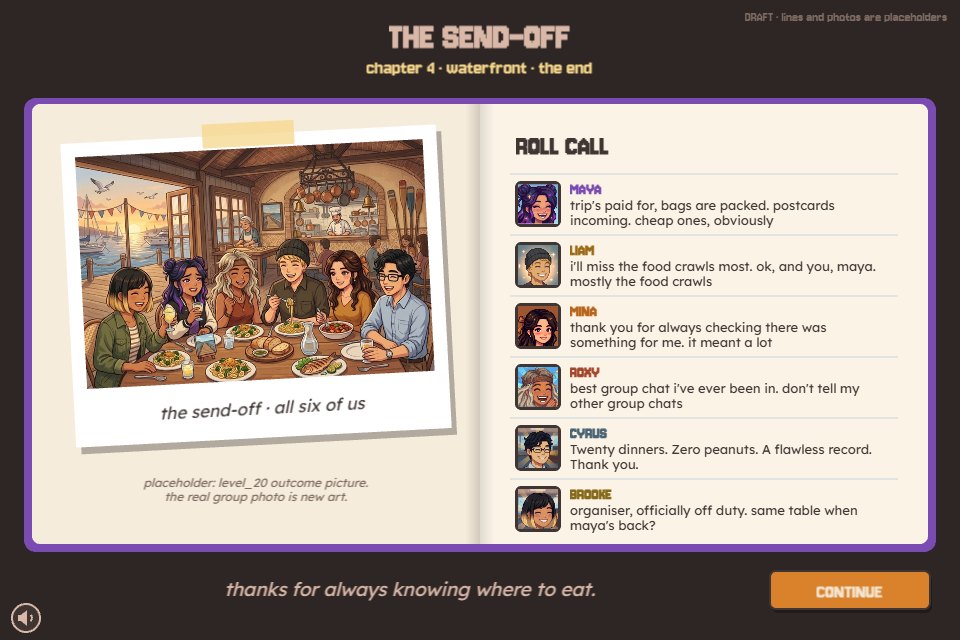 DRAFT · lines and photos are placeholders
THE SEND-OFF
chapter 4 · waterfront · the end
the send-off · all six of us
placeholder: level_20 outcome picture.
the real group photo is new art.
ROLL CALL
MAYA
trip's paid for, bags are packed. postcards
incoming. cheap ones, obviously
LIAM
i'll miss the food crawls most. ok, and you, maya.
mostly the food crawls
MINA
thank you for always checking there was
something for me. it meant a lot
ROXY
best group chat i've ever been in. don't tell my
other group chats
CYRUS
Twenty dinners. Zero peanuts. A flawless record.
Thank you.
BROOKE
organiser, officially off duty. same table when
maya's back?
thanks for always knowing where to eat.
CONTINUE